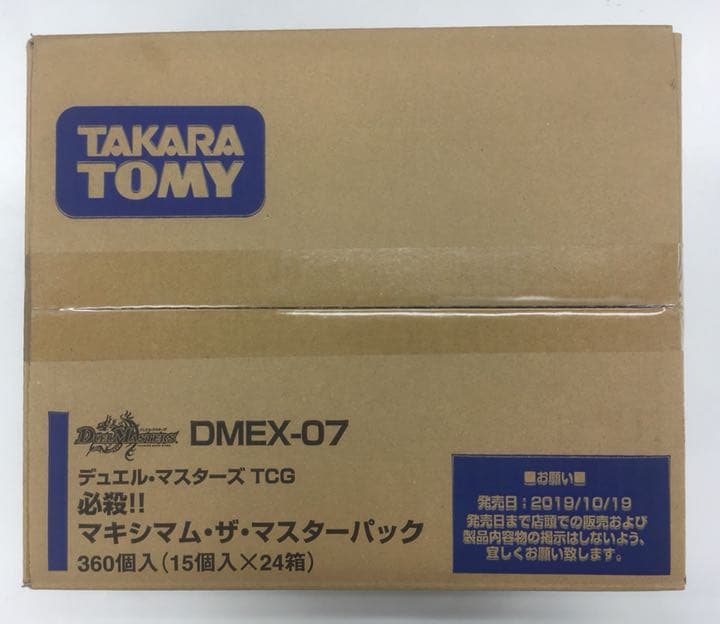 TAKARA
TOMY
DUEL MASTERS DMEX-07
デュエル・マスターズ TCG
必殺!!
マキシマム・ザ・マスターパック
360個入(15個入×24箱)
■お願い■
発売日:2019/10/19
発売日まで店頭での販売および
製品内容物の掲示はしないよう、
宜しくお願い致します。